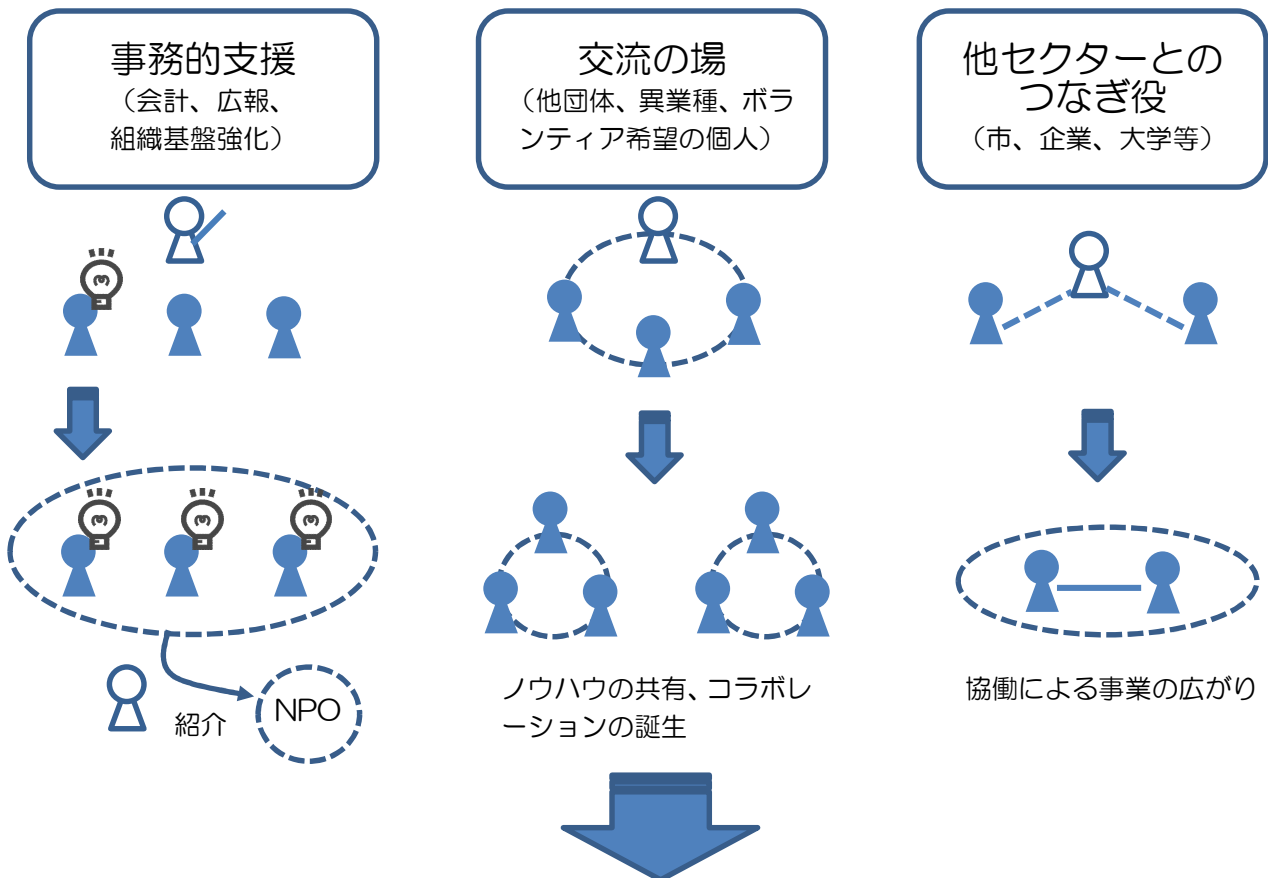 事務的支援
（会計、広報、
組織基盤強化）
交流の場
（他団体、異業種、ボラ
ンティア希望の個人）
他セクターとの
つなぎ役
（市、企業、大学等）
紹介
NPO
ノウハウの共有、コラボレ
ーションの誕生
協働による事業の広がり